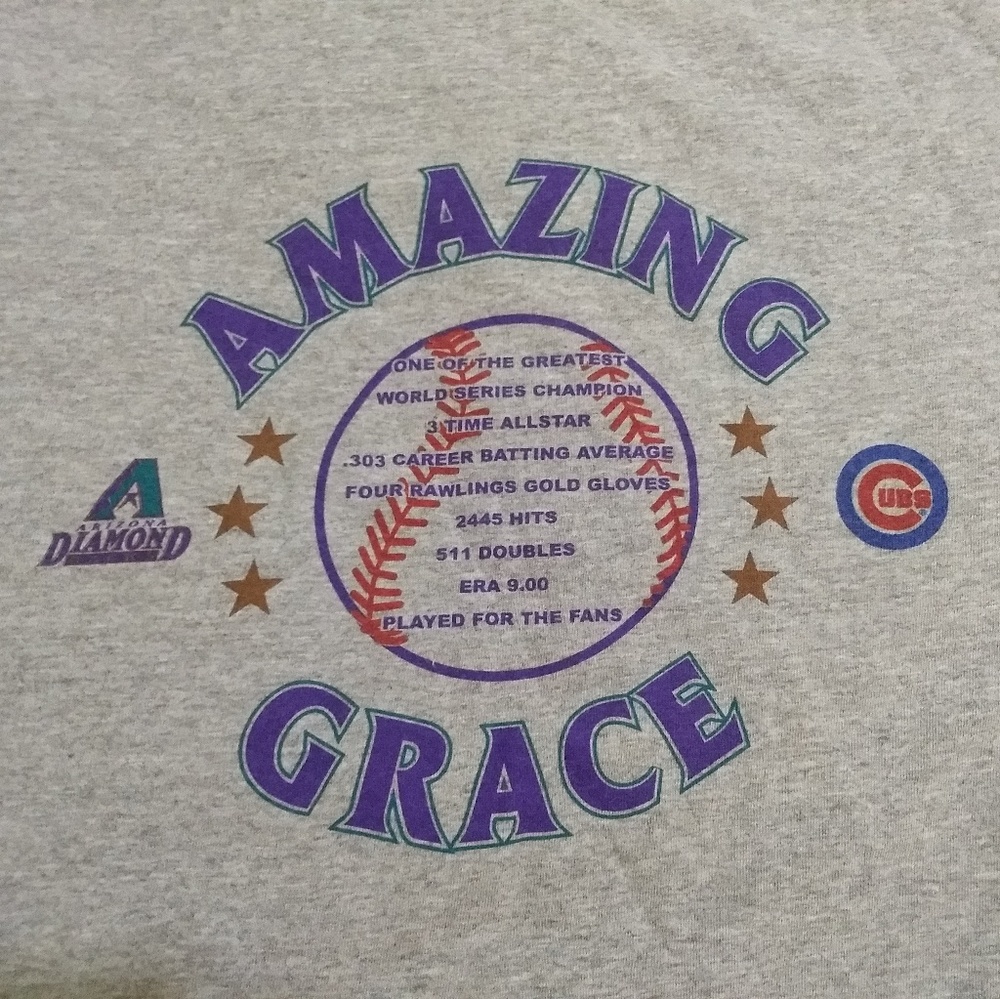 AMAZING
ONE OF THE GREATEST
WORLD SERIES CHAMPION
3 TIME ALLSTAR
.303 CAREER BATTING AVERAGE
FOUR RAWLINGS GOLD GLOVES
2445 HITS
511 DOUBLES
ERA 9.00
PLAYED FOR THE FANS
A
ARIZONA
DIAMOND
CUBS
GRACE